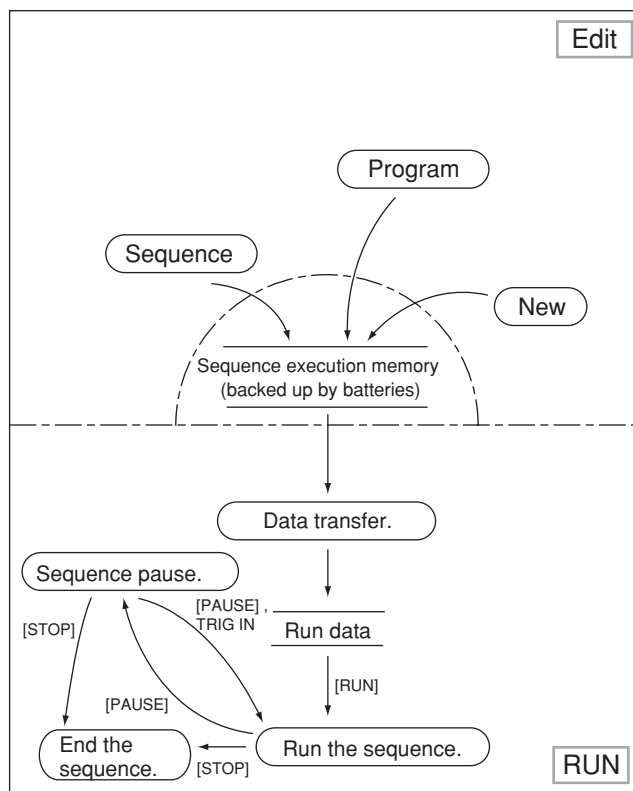 Edit
Program
Sequence
New
Sequence execution memory
(backed up by batteries)
Data transfer.
Sequence pause.
[PAUSE] ,
TRIG IN
Run data
[STOP]
[RUN]
[PAUSE]
End the
sequence.
[STOP]
Run the sequence.
RUN